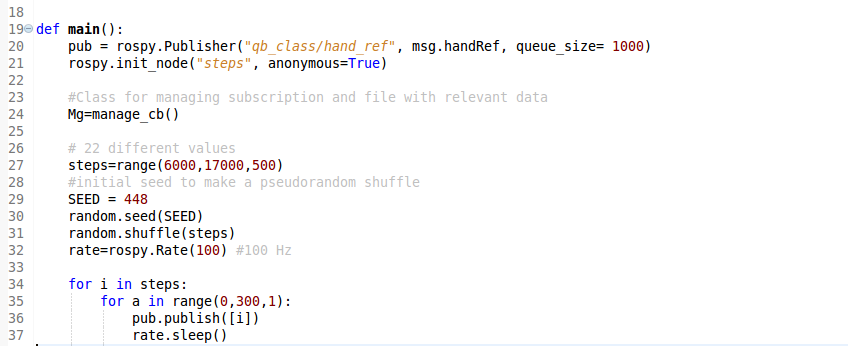 18
19 def main():
20 pub = rospy.Publisher("qb_class/hand_ref", msg.handRef, queue_size= 1000)
21 rospy.init_node("steps", anonymous=True)
22
23 #Class for managing subscription and file with relevant data
24 Mg=manage_cb()
25
26 # 22 different values
27 steps=range(6000,17000,500)
28 #initial seed to make a pseudorandom shuffle
29 SEED = 448
30 random.seed(SEED)
31 random.shuffle(steps)
32 rate=rospy.Rate(100) #100 Hz
33
34 for i in steps:
35 for a in range(0,300,1):
36 pub.publish([i])
37 rate.sleep()